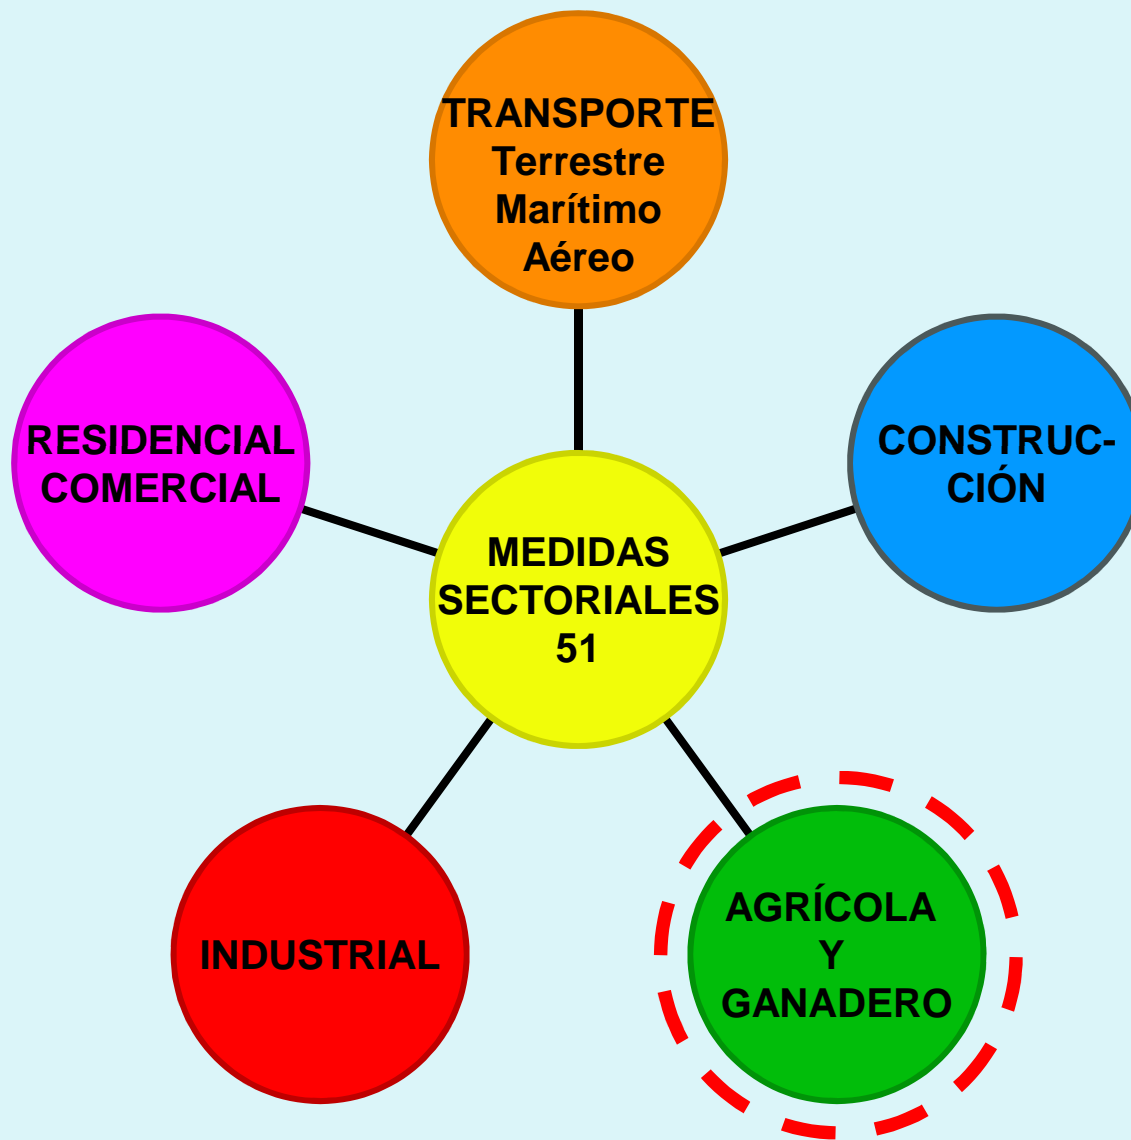 TRANSPORTE
Terrestre
Marítimo
Aéreo
RESIDENCIAL
COMERCIAL
CONSTRUC-
CIÓN
MEDIDAS
SECTORIALES
51
INDUSTRIAL
AGRÍCOLA
Y
GANADERO